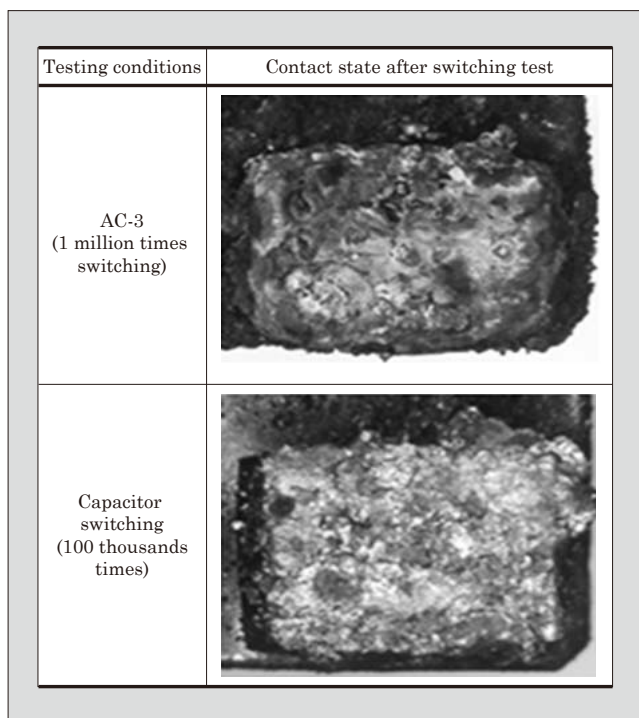 Testing conditions
Contact state after switching test
AC-3
(1 million times
switching)
Capacitor
switching
(100 thousands
times)